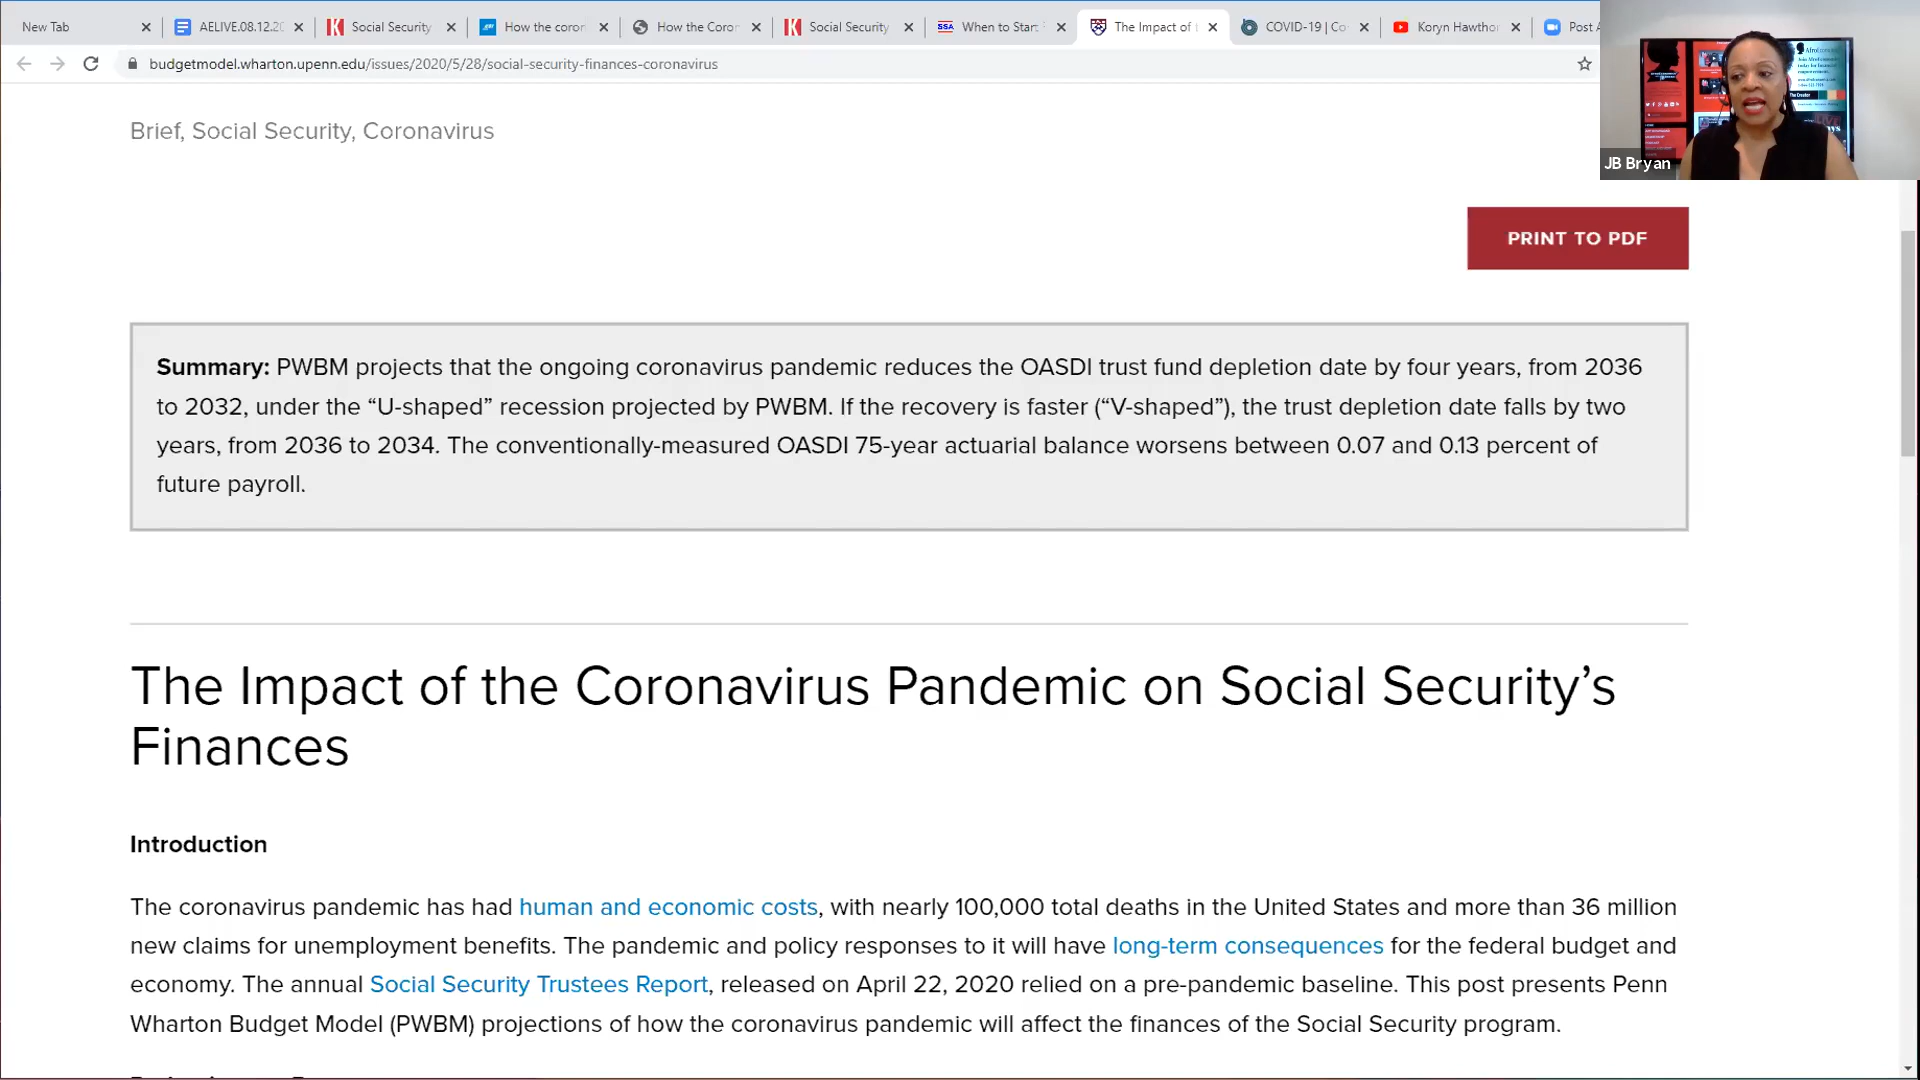 New Tab
AELIVE.08.12.20
Social Security
How the coron
How the Coron
Social Security
SSA When to Start
The Impact of t
COVID-19 | Co
Koryn Hawthor
Post A
budgetmodel.wharton.upenn.edu/issues/2020/5/28/social-security-finances-coronavirus
JB Bryan
Brief, Social Security, Coronavirus
PRINT TO PDF
Summary: PWBM projects that the ongoing coronavirus pandemic reduces the OASDI trust fund depletion date by four years, from 2036
to 2032, under the “U-shaped” recession projected by PWBM. If the recovery is faster (“V-shaped”), the trust depletion date falls by two
years, from 2036 to 2034. The conventionally-measured OASDI 75-year actuarial balance worsens between 0.07 and 0.13 percent of
future payroll.
The Impact of the Coronavirus Pandemic on Social Security’s
Finances
Introduction
The coronavirus pandemic has had human and economic costs, with nearly 100,000 total deaths in the United States and more than 36 million
new claims for unemployment benefits. The pandemic and policy responses to it will have long-term consequences for the federal budget and
economy. The annual Social Security Trustees Report, released on April 22, 2020 relied on a pre-pandemic baseline. This post presents Penn
Wharton Budget Model (PWBM) projections of how the coronavirus pandemic will affect the finances of the Social Security program.